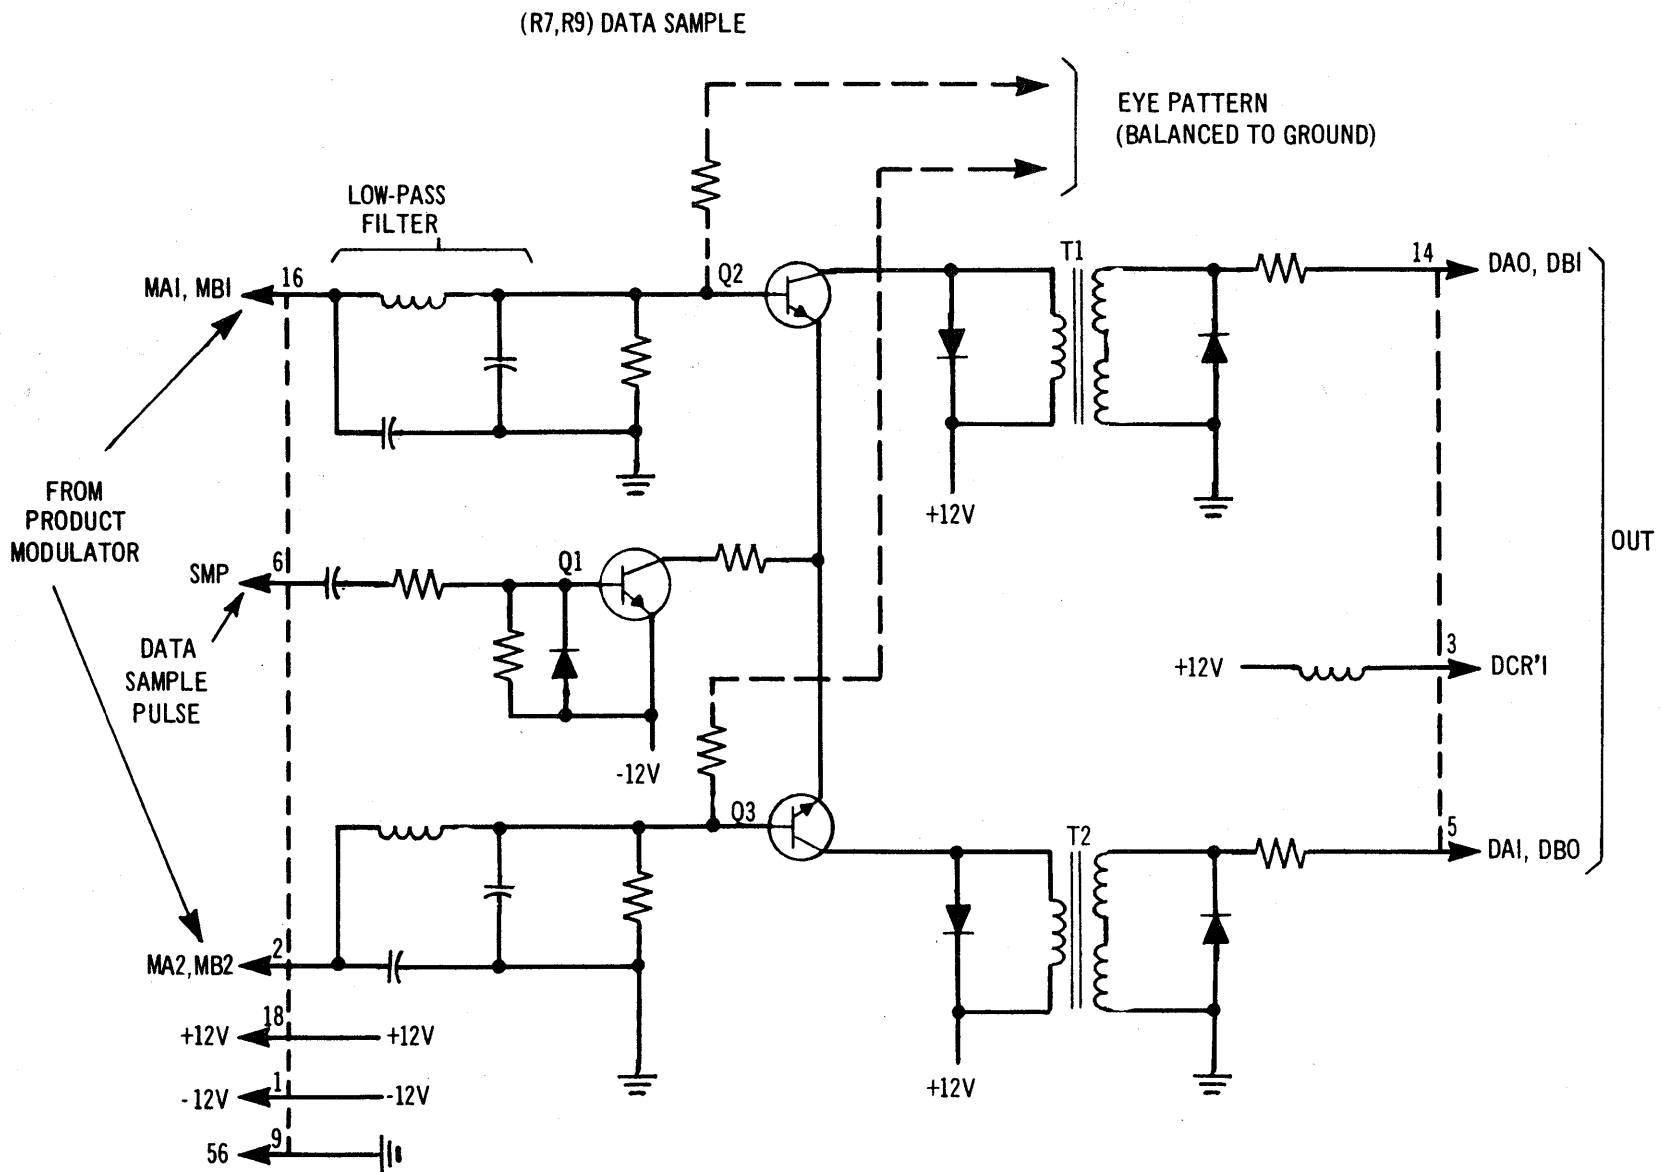 (R7,R9) DATA SAMPLE
EYE PATTERN
(BALANCED TO GROUND)
LOW-PASS
FILTER
MA1, MB1
16
Q2
T1
14
DA0, DB1
FROM
PRODUCT
MODULATOR
+12V
OUT
SMP
6
Q1
DATA
SAMPLE
PULSE
-12V
+12V
3
DCR'1
Q3
T2
5
DA1, DB0
MA2,MB2
2
+12V
18
+12V
+12V
-12V
1
-12V
56
9